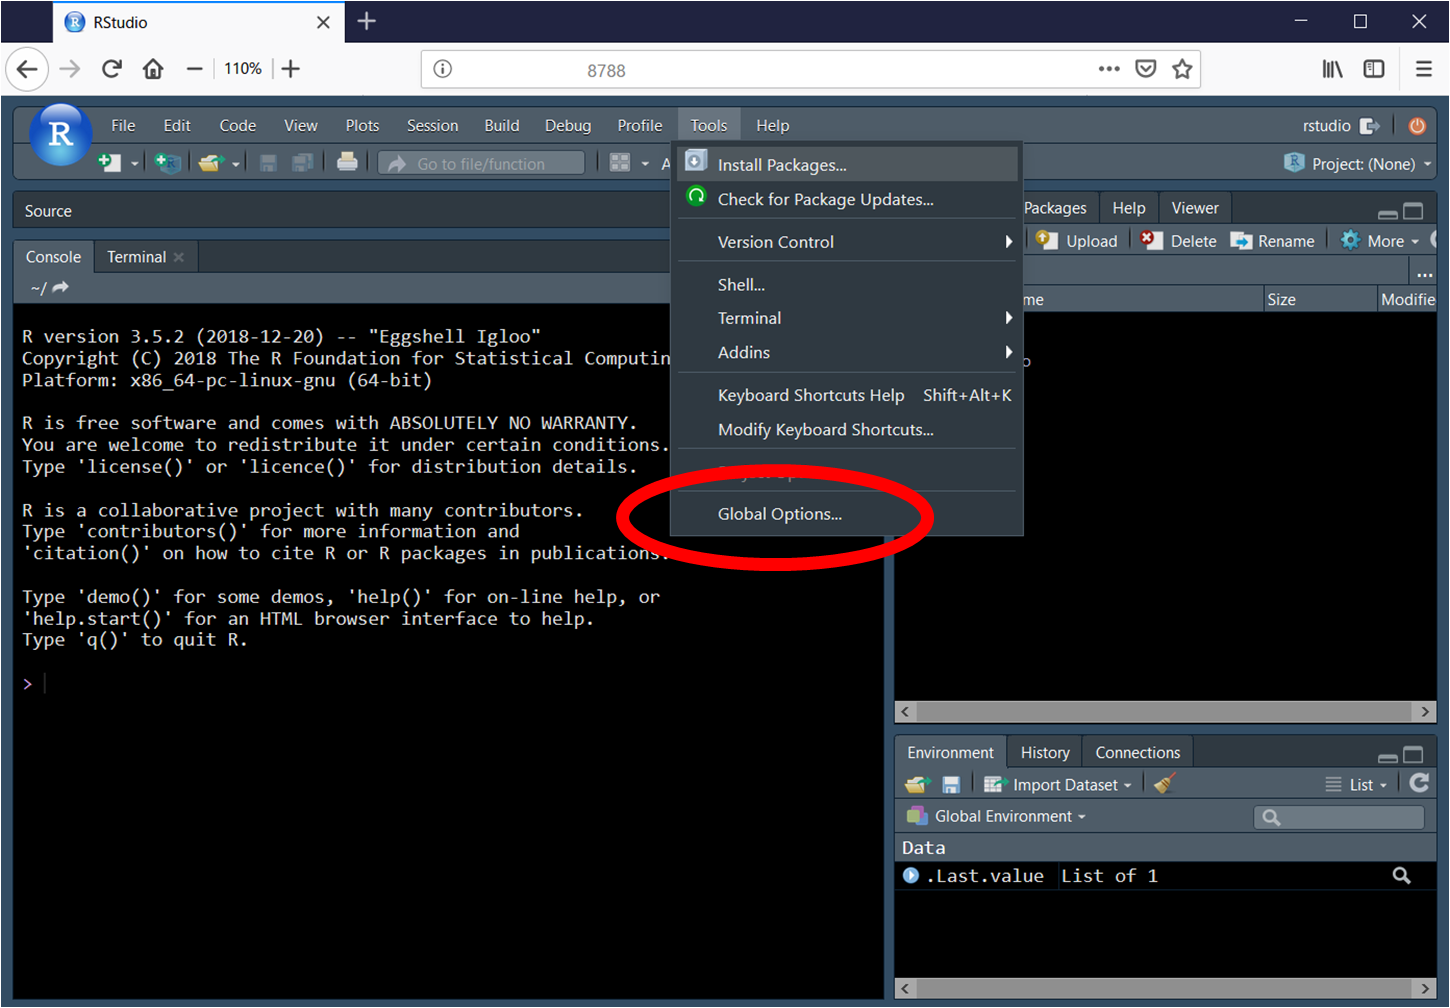 RStudio
110%
8788
R
File Edit Code View Plots Session Build Debug Profile Tools Help
rstudio
Go to file/function
A
Project: (None)
Install Packages...
Check for Package Updates...
Version Control
Shell...
Terminal
Addins
Keyboard Shortcuts Help Shift+Alt+K
Modify Keyboard Shortcuts...
Global Options...
Source
Console Terminal
~/
R version 3.5.2 (2018-12-20) -- "Eggshell Igloo"
Copyright (C) 2018 The R Foundation for Statistical Computin
Platform: x86_64-pc-linux-gnu (64-bit)
R is free software and comes with ABSOLUTELY NO WARRANTY.
You are welcome to redistribute it under certain conditions.
Type 'license()' or 'licence()' for distribution details.
R is a collaborative project with many contributors.
Type 'contributors()' for more information and
'citation()' on how to cite R or R packages in publications.
Type 'demo()' for some demos, 'help()' for on-line help, or
'help.start()' for an HTML browser interface to help.
Type 'q()' to quit R.
>
Packages Help Viewer
Upload Delete Rename More
...
me Size Modifie
o
Environment History Connections
Import Dataset List
Global Environment
Data
.Last.value List of 1